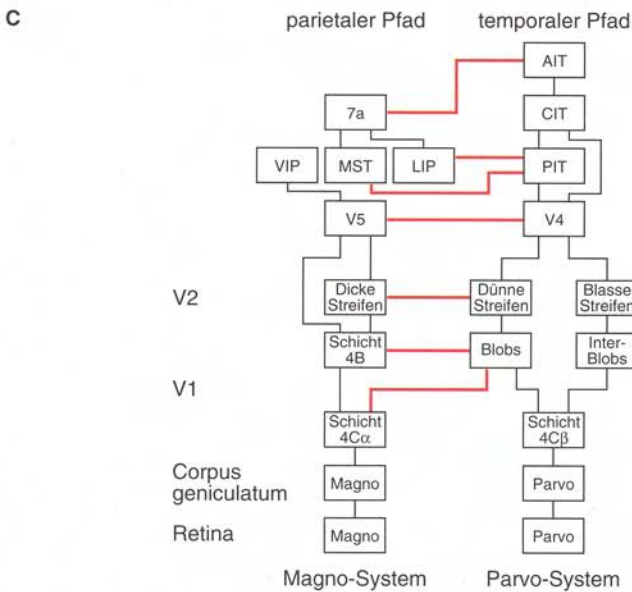 C
parietaler Pfad temporaler Pfad
AIT
7a CIT
VIP MST LIP PIT
V5 V4
V2 Dicke Streifen Dünne Streifen Blasse Streifen
Schicht 4B Blobs Inter-Blobs
V1
Schicht 4Cα Schicht 4Cβ
Corpus geniculatum Magno Parvo
Retina Magno Parvo
Magno-System Parvo-System